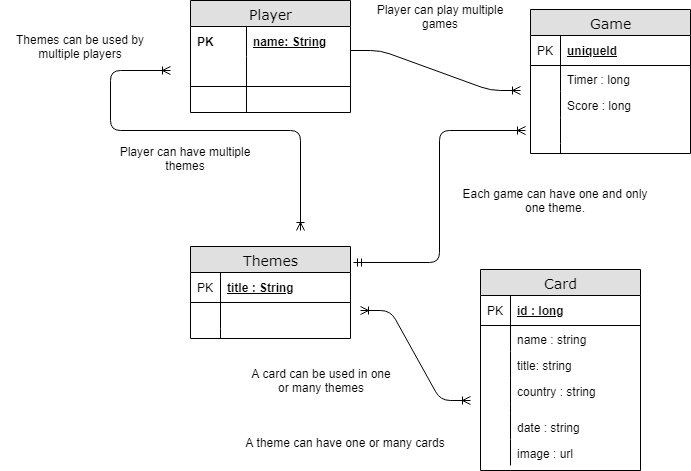 Player
PK name: String
Player can play multiple
games
Game
PK uniqueId
Timer : long
Score : long
Themes can be used by
multiple players
Player can have multiple
themes
Each game can have one and only
one theme.
Themes
PK title : String
Card
PK id : long
name : string
title: string
country : string
date : string
image : url
A card can be used in one
or many themes
A theme can have one or many cards